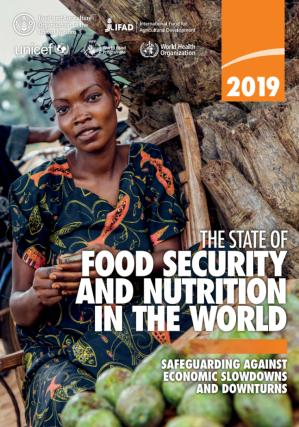 Food and Agriculture
Organization of the
United Nations
IFAD
International Fund for
Agricultural Development
unicef
World Food
Programme
World Health
Organization
2019
THE STATE OF
FOOD SECURITY
AND NUTRITION
IN THE WORLD
SAFEGUARDING AGAINST
ECONOMIC SLOWDOWNS
AND DOWNTURNS